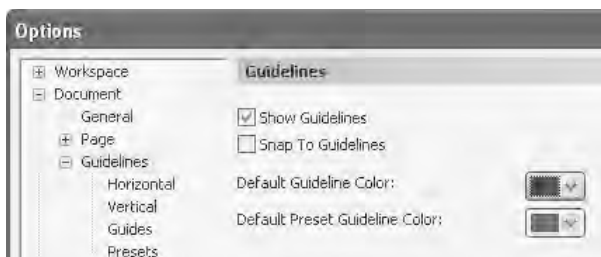 Options
Workspace
Document
General
Page
Guidelines
Horizontal
Vertical
Guides
Presets
Guidelines
Show Guidelines
Snap To Guidelines
Default Guideline Color:
Default Preset Guideline Color: